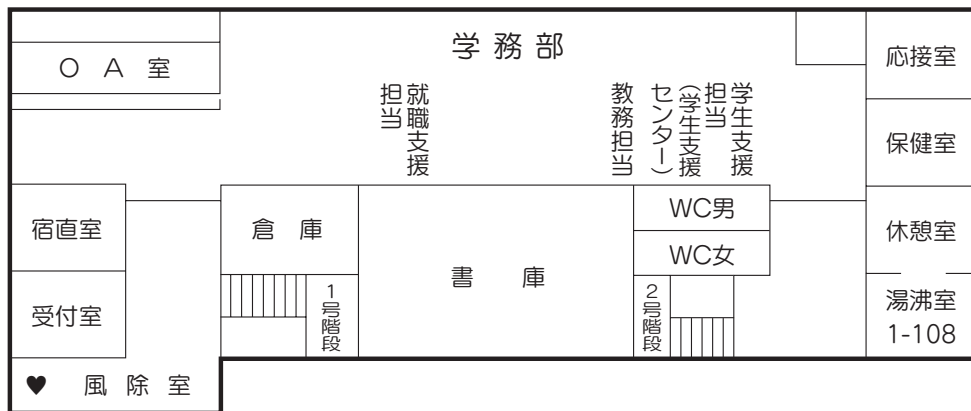 学務部
応接室
ＯＡ室
就職支援
担当
学生支援
担当
(学生支援
センター)
教務担当
保健室
宿直室
倉庫
WC男
WC女
休憩室
書庫
受付室
1号階段
2号階段
湯沸室
1-108
♥ 風除室